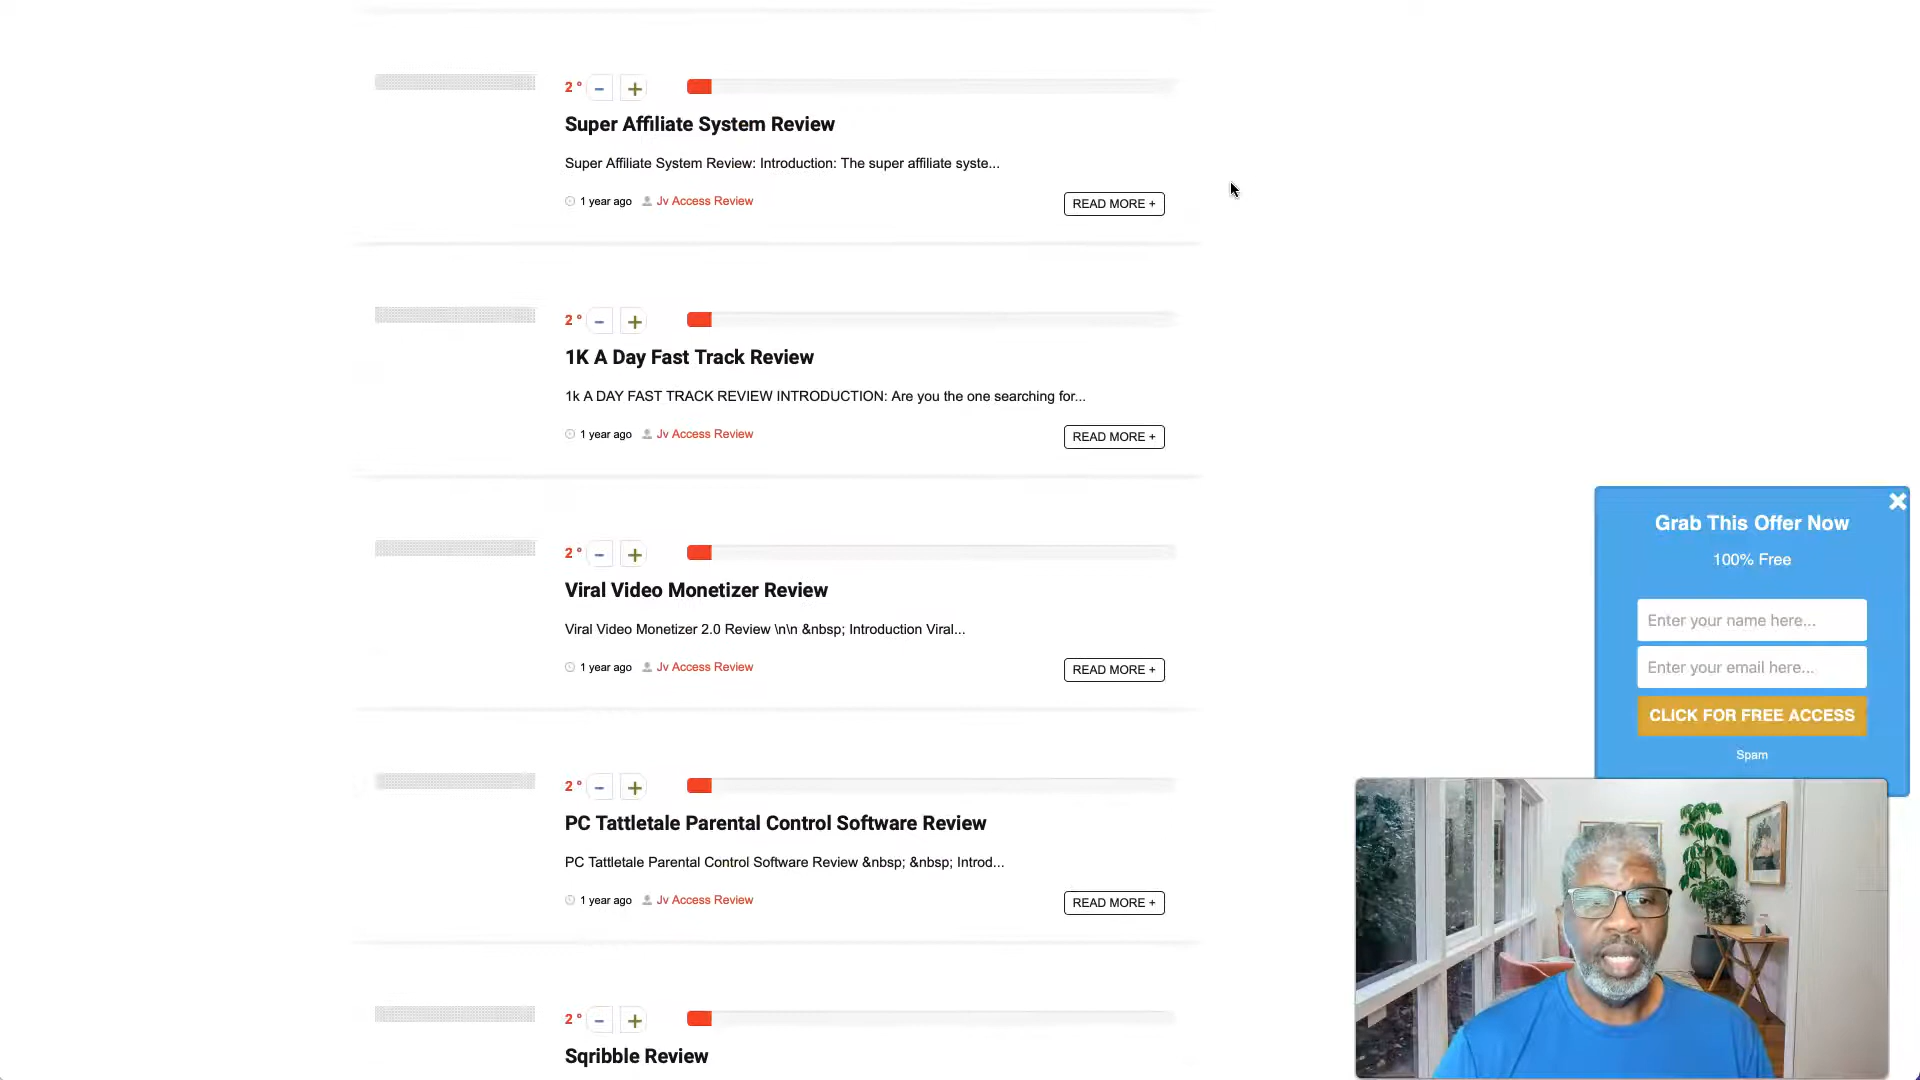 2 °
Super Affiliate System Review
Super Affiliate System Review: Introduction: The super affiliate syste...
1 year ago Jv Access Review
READ MORE +
2 °
1K A Day Fast Track Review
1k A DAY FAST TRACK REVIEW INTRODUCTION: Are you the one searching for...
1 year ago Jv Access Review
READ MORE +
2 °
Viral Video Monetizer Review
Viral Video Monetizer 2.0 Review \n\n &nbsp; Introduction Viral...
1 year ago Jv Access Review
READ MORE +
2 °
PC Tattletale Parental Control Software Review
PC Tattletale Parental Control Software Review &nbsp; &nbsp; Introd...
1 year ago Jv Access Review
READ MORE +
2 °
Sqribble Review
Grab This Offer Now
100% Free
Enter your name here...
Enter your email here...
CLICK FOR FREE ACCESS
Spam